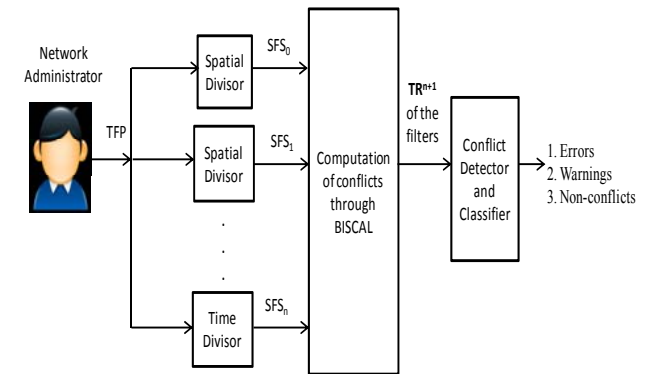 Network
Administrator
TFP
Spatial
Divisor
SFS0
Spatial
Divisor
SFS1
.
.
.
Time
Divisor
SFSn
Computation
of conflicts
through
BISCAL
TRn+1
of the
filters
Conflict
Detector
and
Classifier
1. Errors
2. Warnings
3. Non-conflicts